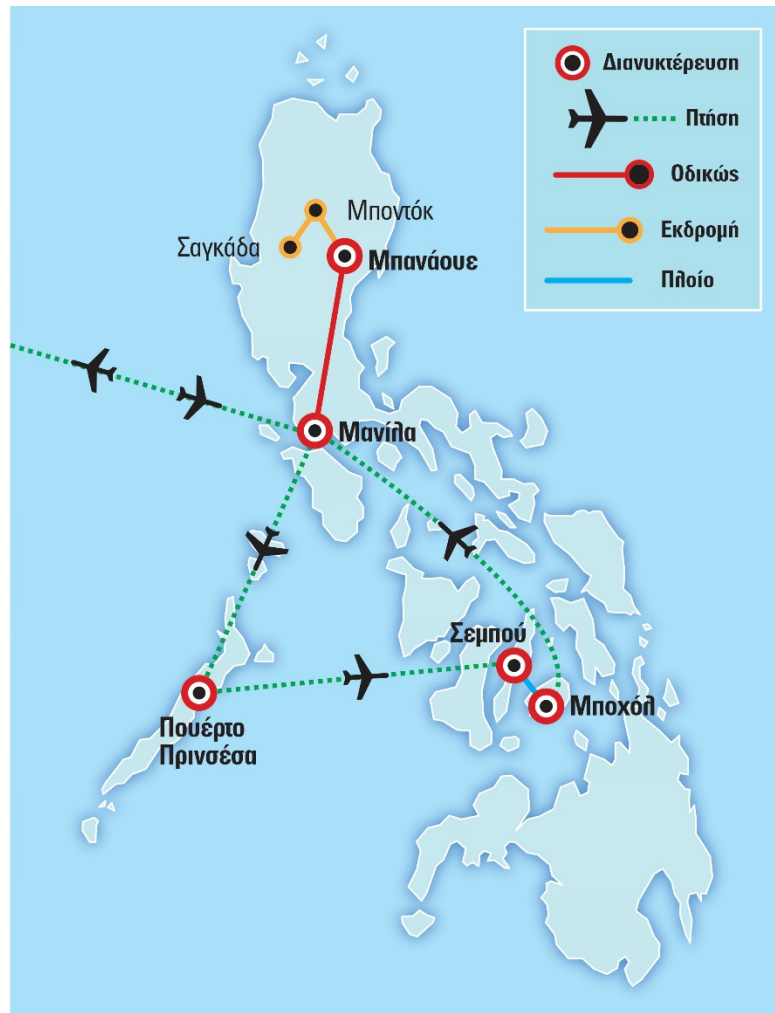 Διανυκτέρευση
Πτήση
Οδικώς
Εκδρομή
Πλοίο
Μποντόκ
Σαγκάδα
Μπανάουε
Μανίλα
Σεμπού
Μποχόλ
Πουέρτο
Πρινσέσα